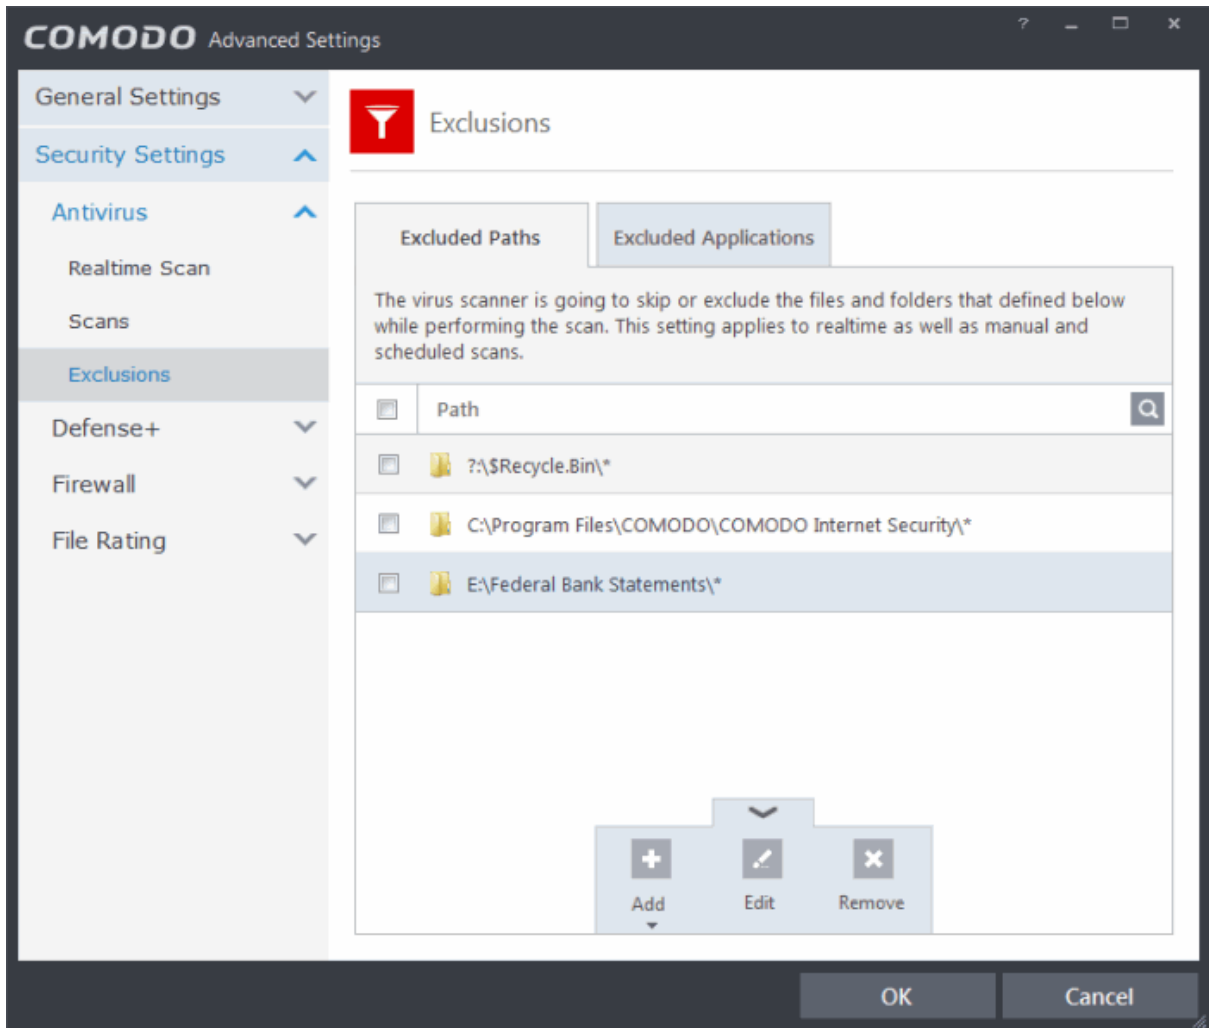 COMODO Advanced Settings
?
General Settings
Security Settings
Antivirus
Realtime Scan
Scans
Exclusions
Defense+
Firewall
File Rating
Exclusions
Excluded Paths
Excluded Applications
The virus scanner is going to skip or exclude the files and folders that defined below
while performing the scan. This setting applies to realtime as well as manual and
scheduled scans.
Path
?:\$Recycle.Bin\*
C:\Program Files\COMODO\COMODO Internet Security\*
E:\Federal Bank Statements\*
Add
Edit
Remove
OK
Cancel